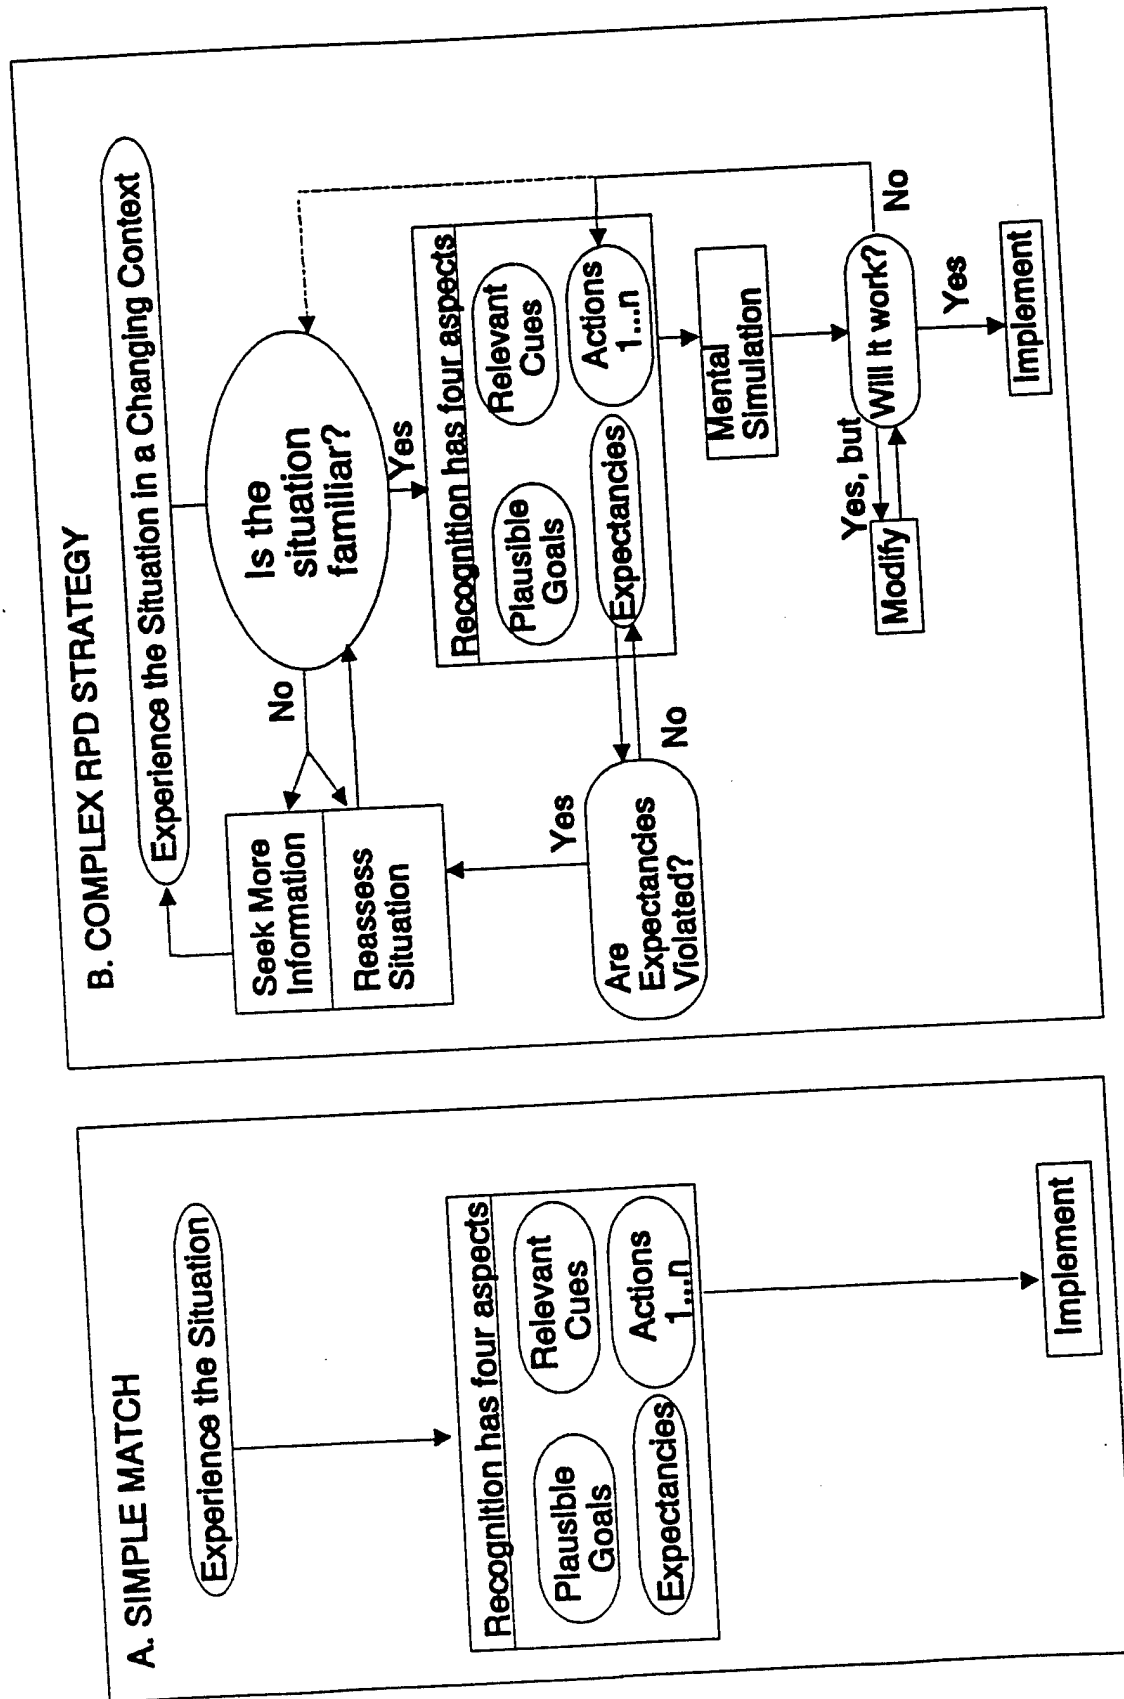 A. SIMPLE MATCH
Experience the Situation
Recognition has four aspects
Plausible
Goals
Relevant
Cues
Expectancies
Actions
1...n
Implement
B. COMPLEX RPD STRATEGY
Experience the Situation in a Changing Context
Seek More
Information
Reassess
Situation
No
Is the
situation
familiar?
Yes
Recognition has four aspects
Plausible
Goals
Relevant
Cues
Expectancies
Actions
1...n
Yes
No
Are
Expectancies
Violated?
Mental
Simulation
Yes, but
Modify
Will it work?
No
Yes
Implement